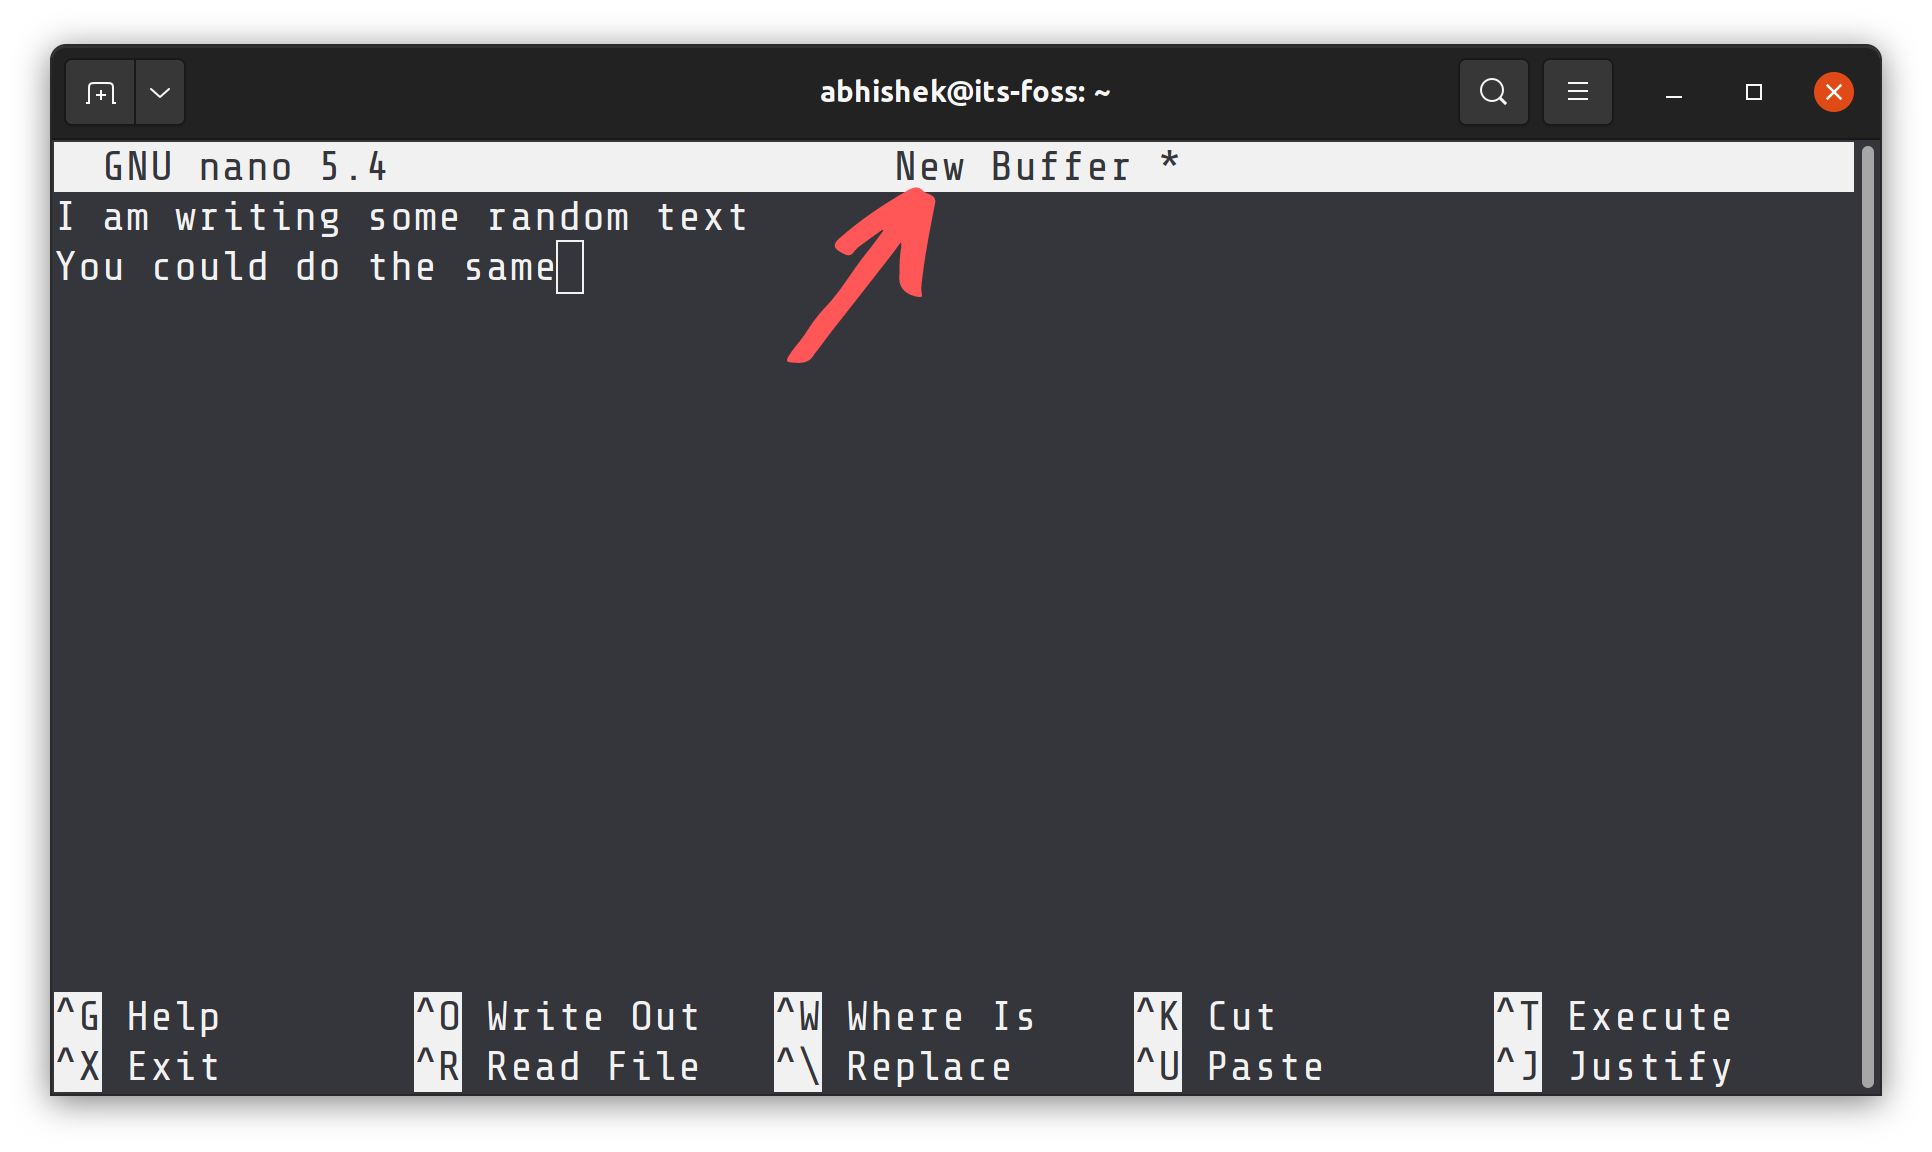 abhishek@its-foss: ~
GNU nano 5.4 New Buffer *
I am writing some random text
You could do the same
^G Help ^O Write Out ^W Where Is ^K Cut ^T Execute
^X Exit ^R Read File ^\ Replace ^U Paste ^J Justify